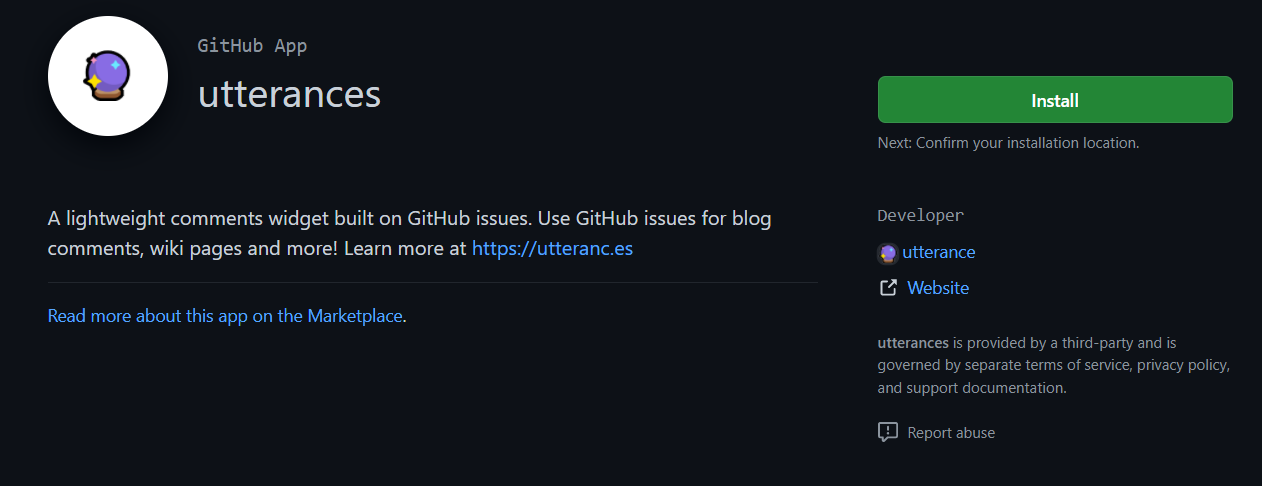 GitHub App
utterances
Install
Next: Confirm your installation location.
A lightweight comments widget built on GitHub issues. Use GitHub issues for blog
comments, wiki pages and more! Learn more at https://utteranc.es
Read more about this app on the Marketplace.
Developer
utterance
Website
utterances is provided by a third-party and is
governed by separate terms of service, privacy policy,
and support documentation.
Report abuse